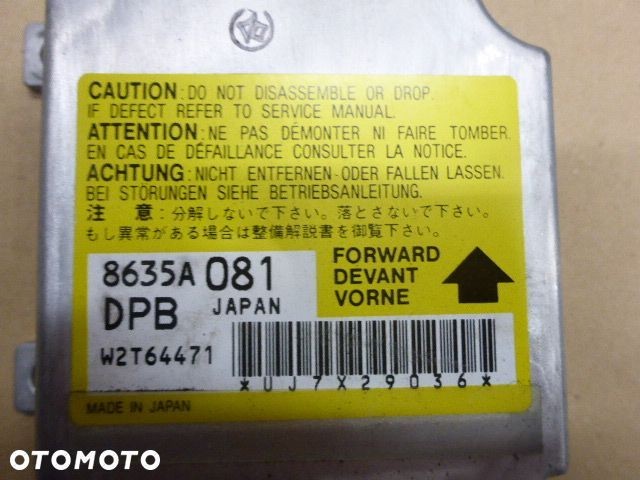 CAUTION : DO NOT DISASSEMBLE OR DROP.
IF DEFECT REFER TO SERVICE MANUAL.
ATTENTION : NE PAS DÉMONTER NI FAIRE TOMBER.
EN CAS DE DÉFAILLANCE CONSULTER LA NOTICE.
ACHTUNG : NICHT ENTFERNEN ODER FALLEN LASSEN.
BEI STÖRUNGEN SIEHE BETRIEBSANLEITUNG.
注 意 : 分解しないで下さい。落とさないで下さい。
もし異常がある場合は整備解説書を御覧下さい。
8635A 081
DPB JAPAN
W2T64471
FORWARD
DEVANT
VORNE
*UJ7X29036*
MADE IN JAPAN
OTOMOTO